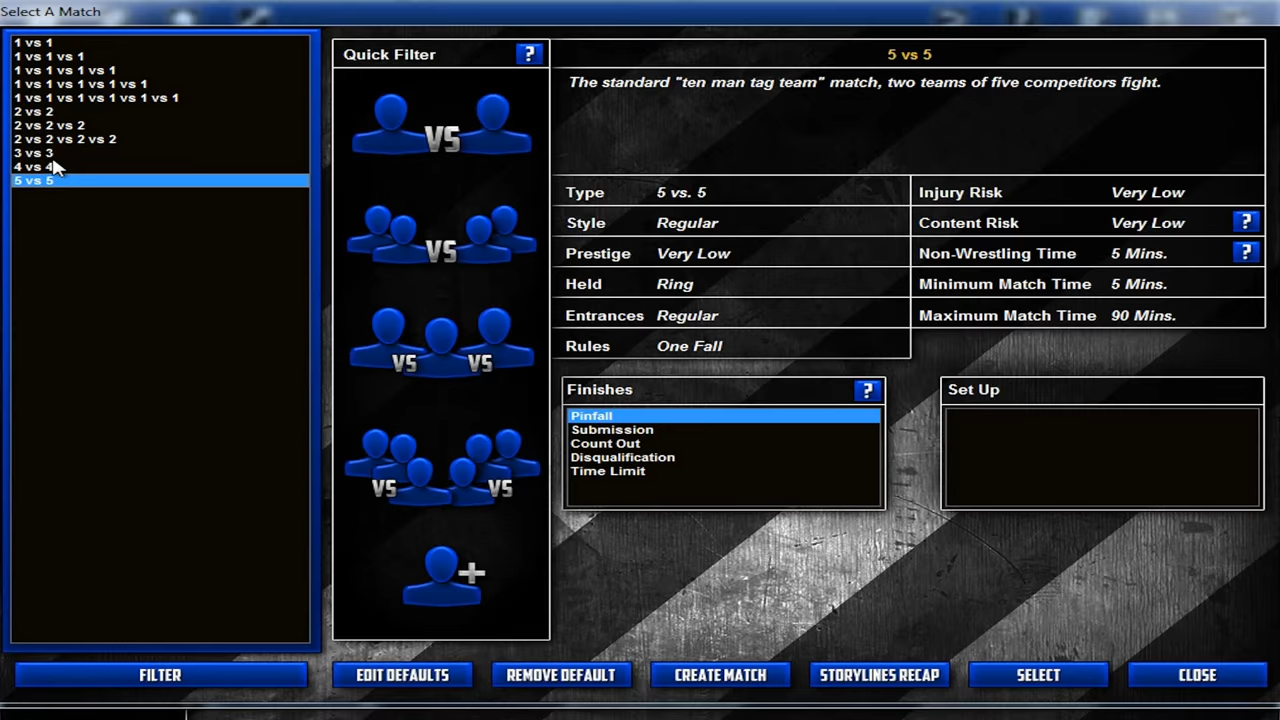 Select A Match
1 vs 1
1 vs 1 vs 1
1 vs 1 vs 1 vs 1
1 vs 1 vs 1 vs 1 vs 1
1 vs 1 vs 1 vs 1 vs 1 vs 1
2 vs 2
2 vs 2 vs 2
2 vs 2 vs 2 vs 2
3 vs 3
4 vs 4
5 vs 5
FILTER
Quick Filter ?
VS
VS
VS VS
VS VS
5 vs 5
The standard "ten man tag team" match, two teams of five competitors fight.
Type 5 vs. 5
Style Regular
Prestige Very Low
Held Ring
Entrances Regular
Rules One Fall
Injury Risk Very Low
Content Risk Very Low ?
Non-Wrestling Time 5 Mins. ?
Minimum Match Time 5 Mins.
Maximum Match Time 90 Mins.
Finishes ?
Pinfall
Submission
Count Out
Disqualification
Time Limit
Set Up
EDIT DEFAULTS
REMOVE DEFAULT
CREATE MATCH
STORYLINES RECAP
SELECT
CLOSE